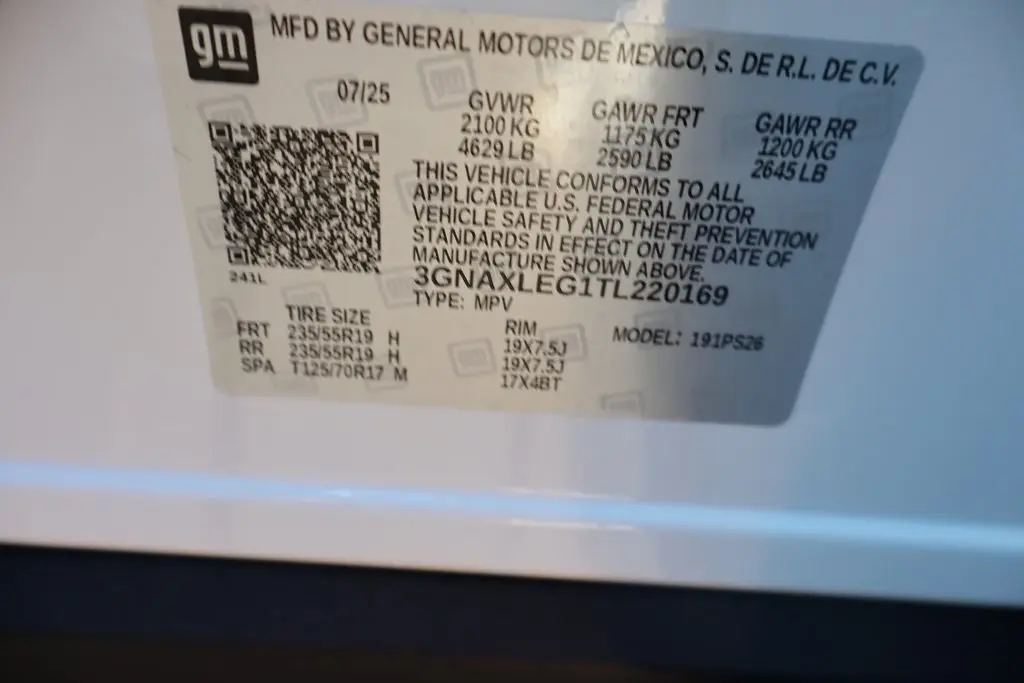 gm MFD BY GENERAL MOTORS DE MEXICO, S. DE R.L. DE C.V.
07/25 GVWR GAWR FRT GAWR RR
2100 KG 1175 KG 1200 KG
4629 LB 2590 LB 2645 LB
THIS VEHICLE CONFORMS TO ALL
APPLICABLE U.S. FEDERAL MOTOR
VEHICLE SAFETY AND THEFT PREVENTION
STANDARDS IN EFFECT ON THE DATE OF
MANUFACTURE SHOWN ABOVE.
241L 3GNAXLEG1TL220169
TYPE: MPV
TIRE SIZE RIM MODEL: 191PS26
FRT 235/55R19 H 19X7.5J
RR 235/55R19 H 19X7.5J
SPA T125/70R17 M 17X4BT